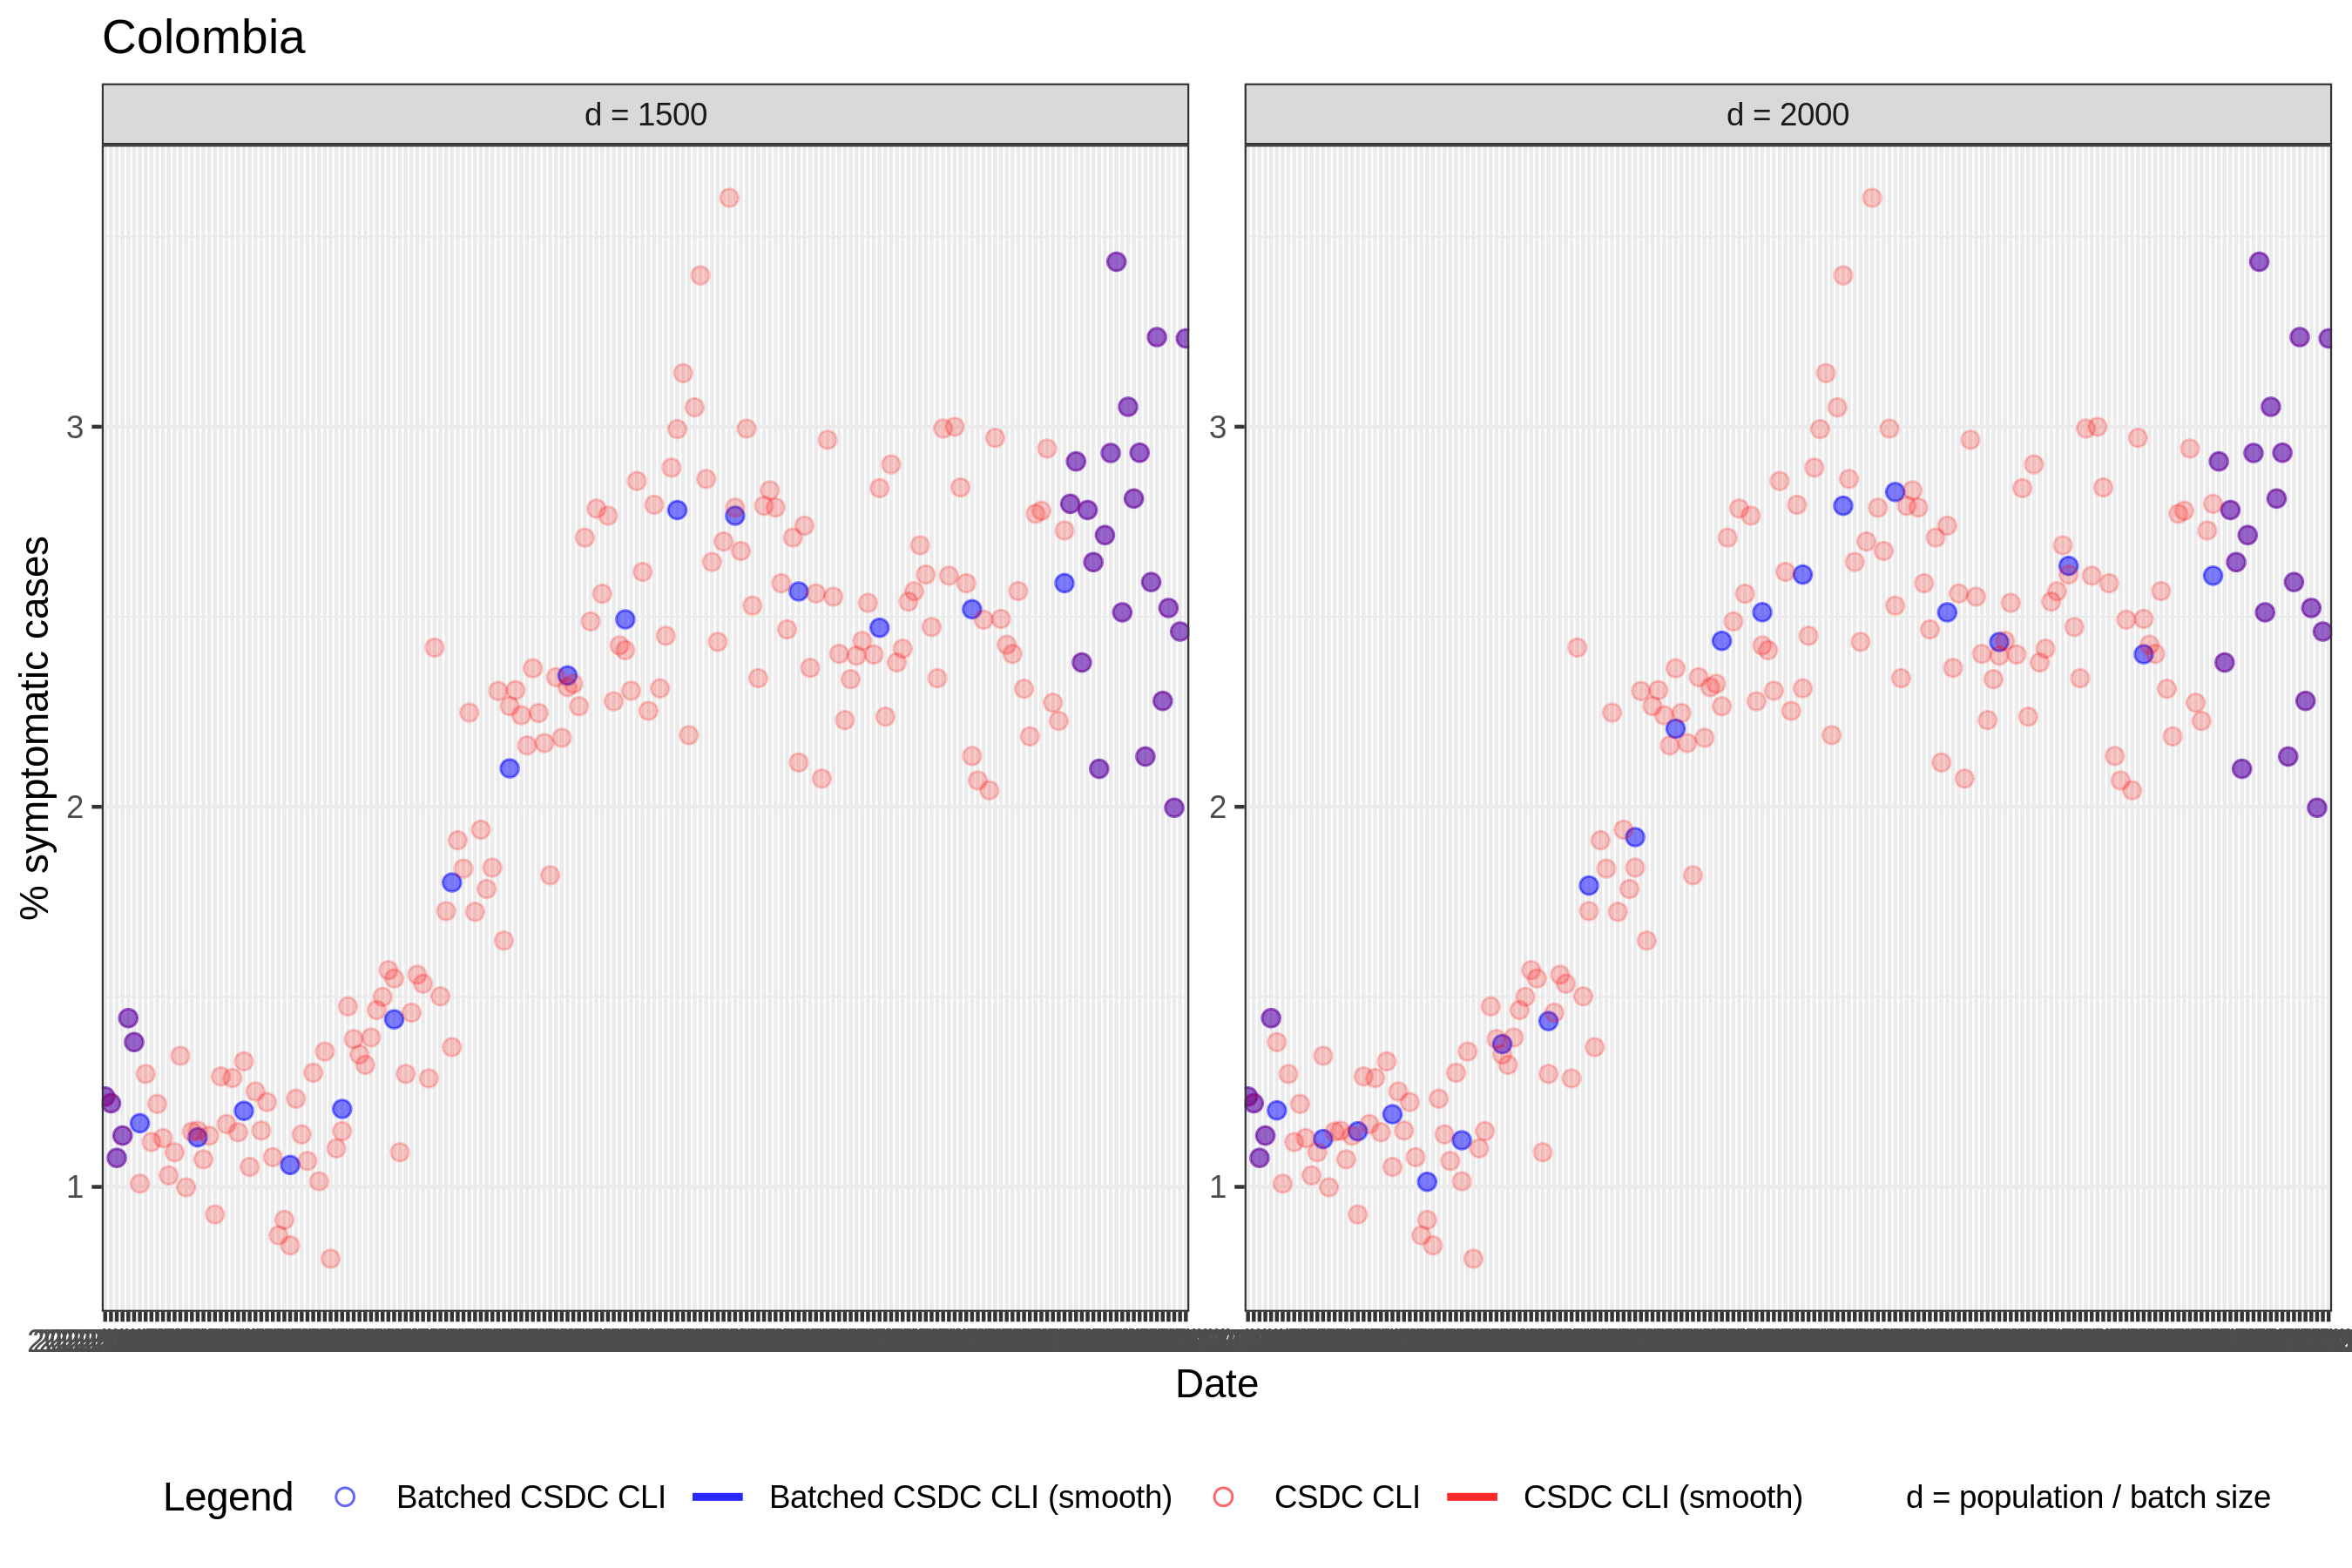 Colombia
d = 1500
d = 2000
% symptomatic cases
3
2
1
3
2
1
Date
Legend
Batched CSDC CLI
Batched CSDC CLI (smooth)
CSDC CLI
CSDC CLI (smooth)
d = population / batch size